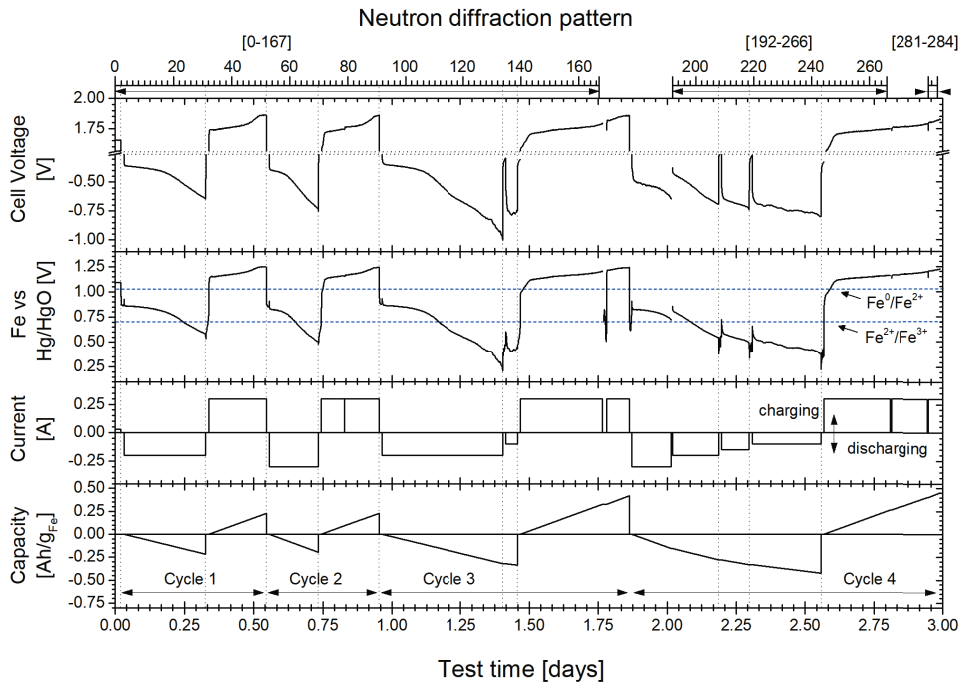 Neutron diffraction pattern
[0-167] [192-266] [281-284]
0 20 40 60 80 100 120 140 160 200 220 240 260 280
Cell Voltage
[V]
2.00
1.75
-0.50
-0.75
-1.00
Fe vs
Hg/HgO [V]
1.25
1.00
0.75
0.50
0.25
Fe⁰/Fe²⁺
Fe²⁺/Fe³⁺
Current
[A]
0.25
0.00
-0.25
charging
discharging
Capacity
[Ah/gFe]
0.50
0.25
0.00
-0.25
-0.50
-0.75
Cycle 1 Cycle 2 Cycle 3 Cycle 4
0.00 0.25 0.50 0.75 1.00 1.25 1.50 1.75 2.00 2.25 2.50 2.75 3.00
Test time [days]